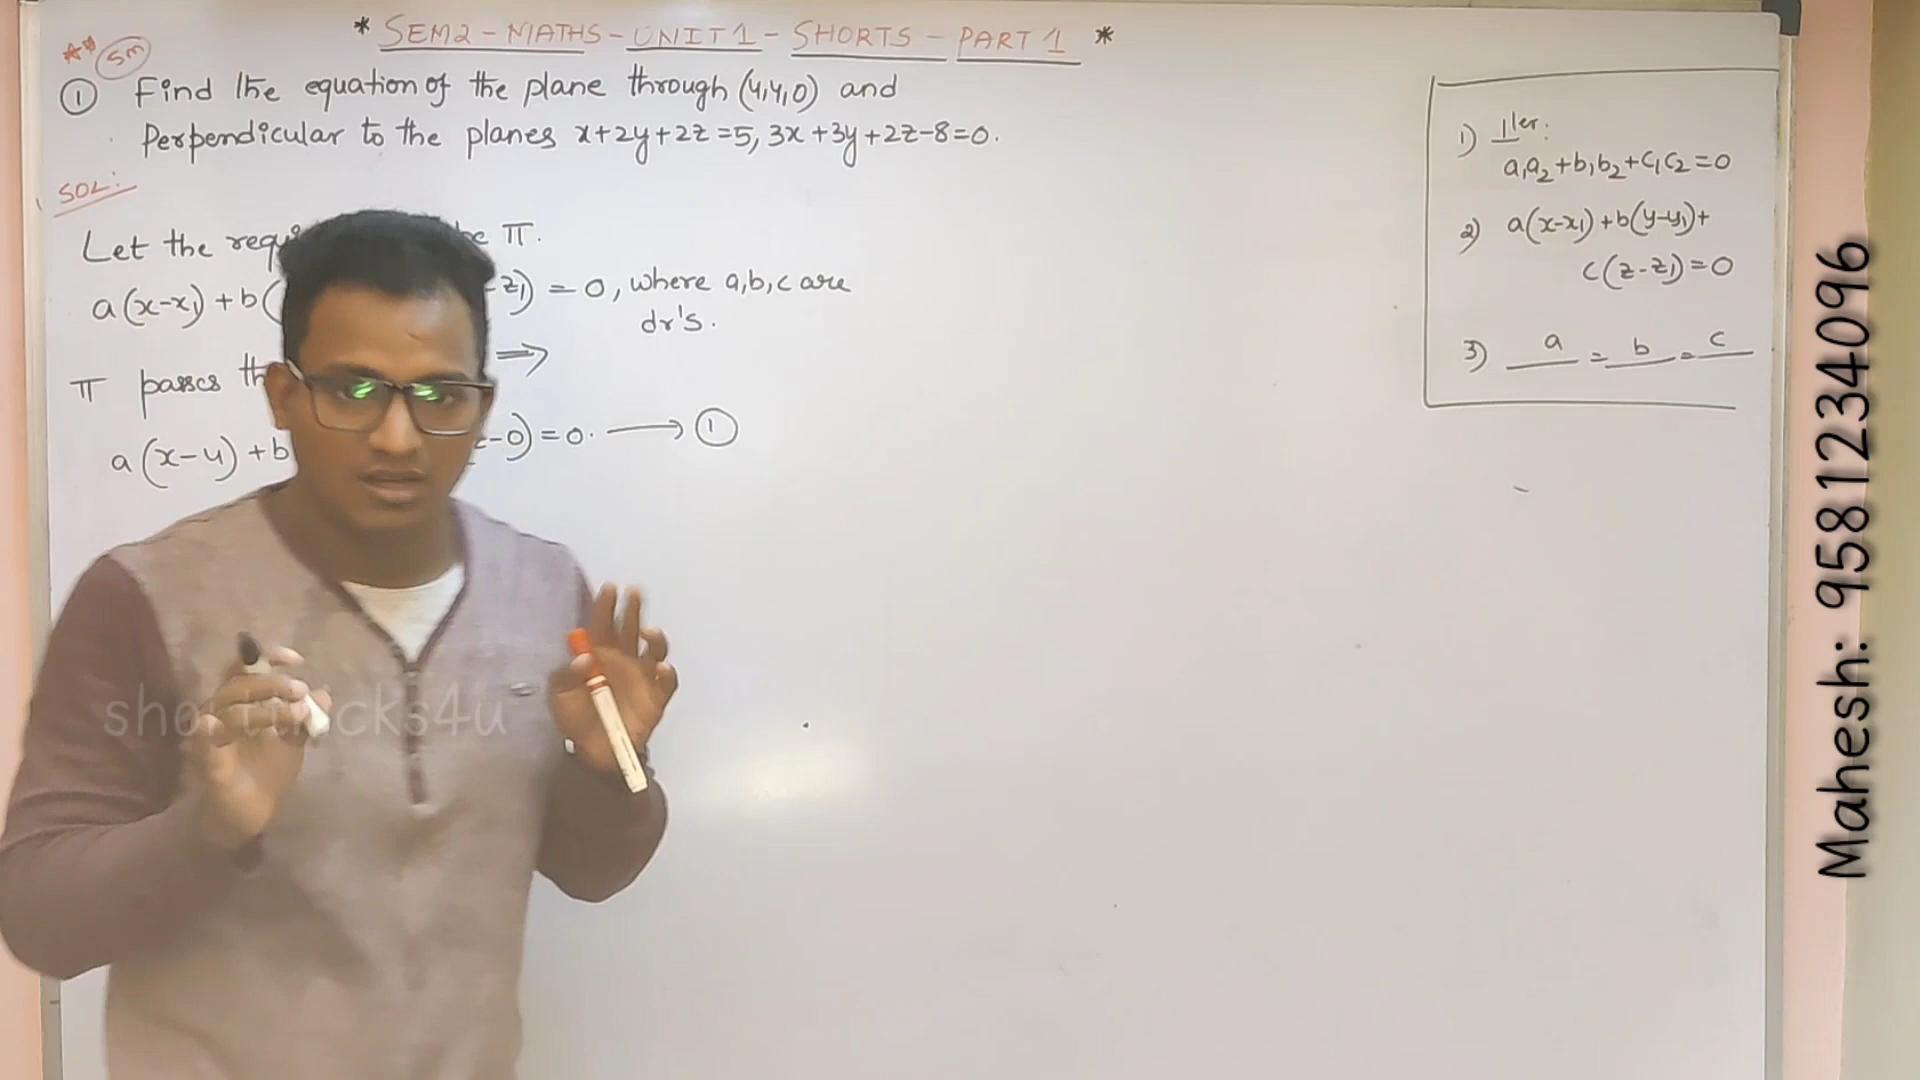 * SEM2 - MATHS - UNIT 1 - SHORTS - PART 1 *
** 5M
① Find the equation of the plane through (4,4,0) and
Perpendicular to the planes x+2y+2z=5, 3x+3y+2z-8=0.
SOL:
Let the be π.
a(x-x₁)+b( z₁) = 0, where a,b,c are
dr's.
π passes ⇒
a(x-4)+b -0)=0. → ①
1) ⊥ler:
a₁a₂+b₁b₂+c₁c₂=0
2) a(x-x₁)+b(y-y₁)+
c(z-z₁)=0
3) a = b = c
shorttricks4u
Mahesh: 9581234096